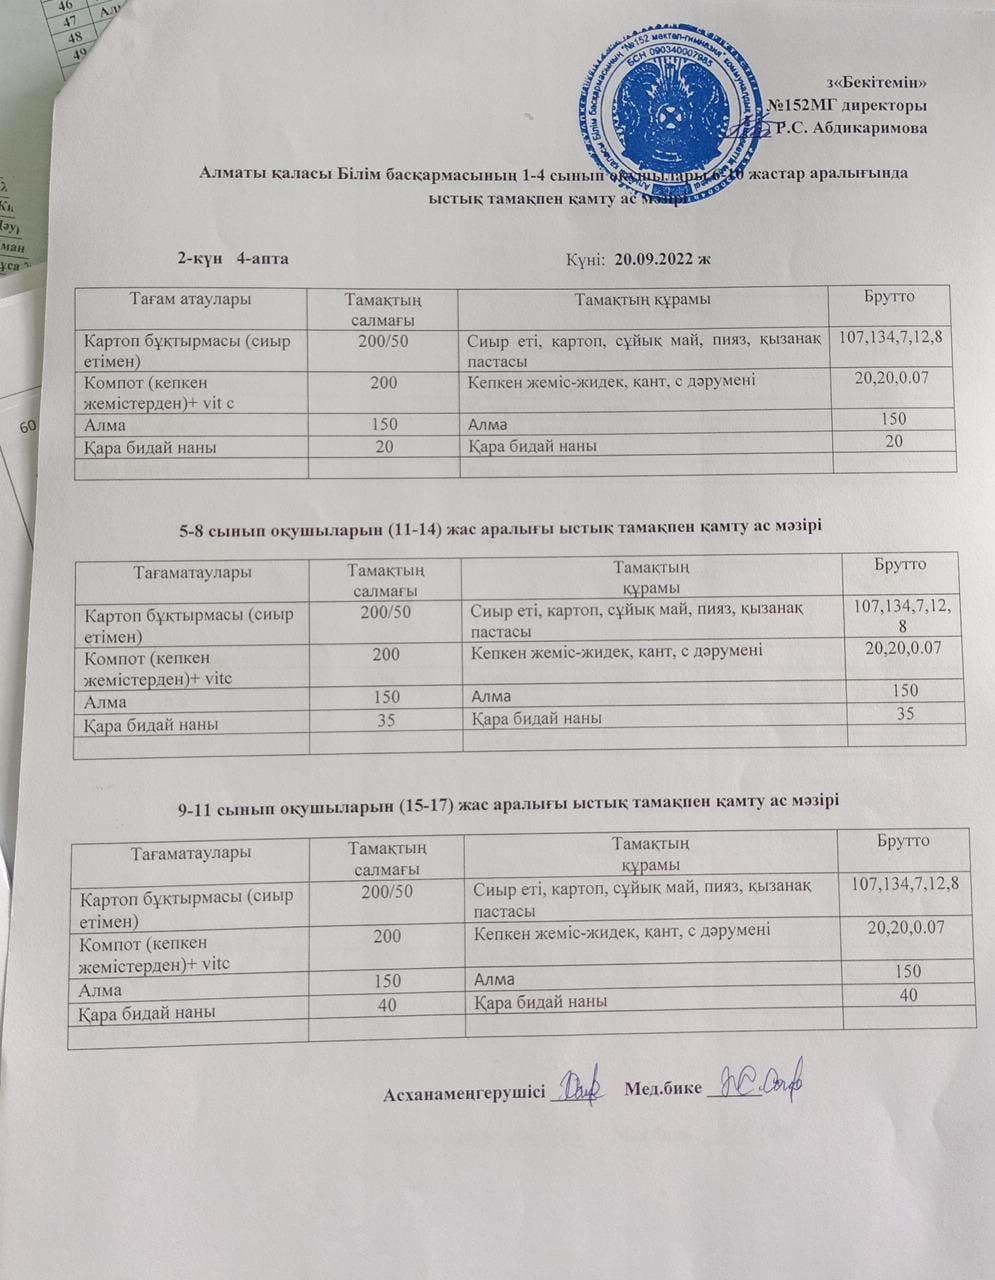 46
47
48
49
60
БСН 090340007985
з«Бекітемін»
№152МГ директоры
Р.С. Абдикаримова
Алматы қаласы Білім басқармасының 1-4 сынып оқушылары 6-10 жастар аралығында
ыстық тамақпен қамту ас мәзірі
2-күн 4-апта Күні: 20.09.2022 ж
Тағам атаулары Тамақтың салмағы Тамақтың құрамы Брутто
Картоп бұқтырмасы (сиыр етімен) 200/50 Сиыр еті, картоп, сұйық май, пияз, қызанақ пастасы 107,134,7,12,8
Компот (кепкен жемістерден)+ vit c 200 Кепкен жеміс-жидек, қант, с дәрумені 20,20,0.07
Алма 150 Алма 150
Қара бидай наны 20 Қара бидай наны 20
5-8 сынып оқушыларын (11-14) жас аралығы ыстық тамақпен қамту ас мәзірі
Тағаматаулары Тамақтың салмағы Тамақтың құрамы Брутто
Картоп бұқтырмасы (сиыр етімен) 200/50 Сиыр еті, картоп, сұйық май, пияз, қызанақ пастасы 107,134,7,12,8
Компот (кепкен жемістерден)+ vitc 200 Кепкен жеміс-жидек, қант, с дәрумені 20,20,0.07
Алма 150 Алма 150
Қара бидай наны 35 Қара бидай наны 35
9-11 сынып оқушыларын (15-17) жас аралығы ыстық тамақпен қамту ас мәзірі
Тағаматаулары Тамақтың салмағы Тамақтың құрамы Брутто
Картоп бұқтырмасы (сиыр етімен) 200/50 Сиыр еті, картоп, сұйық май, пияз, қызанақ пастасы 107,134,7,12,8
Компот (кепкен жемістерден)+ vitc 200 Кепкен жеміс-жидек, қант, с дәрумені 20,20,0.07
Алма 150 Алма 150
Қара бидай наны 40 Қара бидай наны 40
Асханамеңгерушісі Мед.бике